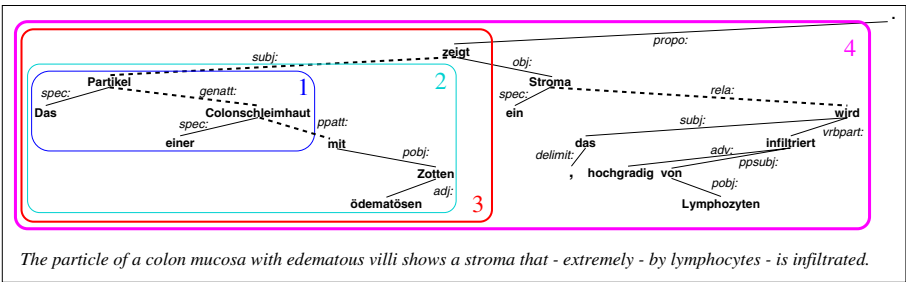 .
propo:
4
zeigt
subj:
3
obj:
2
Partikel
1
Stroma
spec:
genatt:
spec:
rela:
Das
Colonschleimhaut
ein
wird
spec:
ppatt:
subj:
vrbpart:
einer
mit
das
infiltriert
pobj:
delimit:
adv:
ppsubj:
Zotten
,
hochgradig
von
adj:
pobj:
ödematösen
Lymphozyten
The particle of a colon mucosa with edematous villi shows a stroma that - extremely - by lymphocytes - is infiltrated.